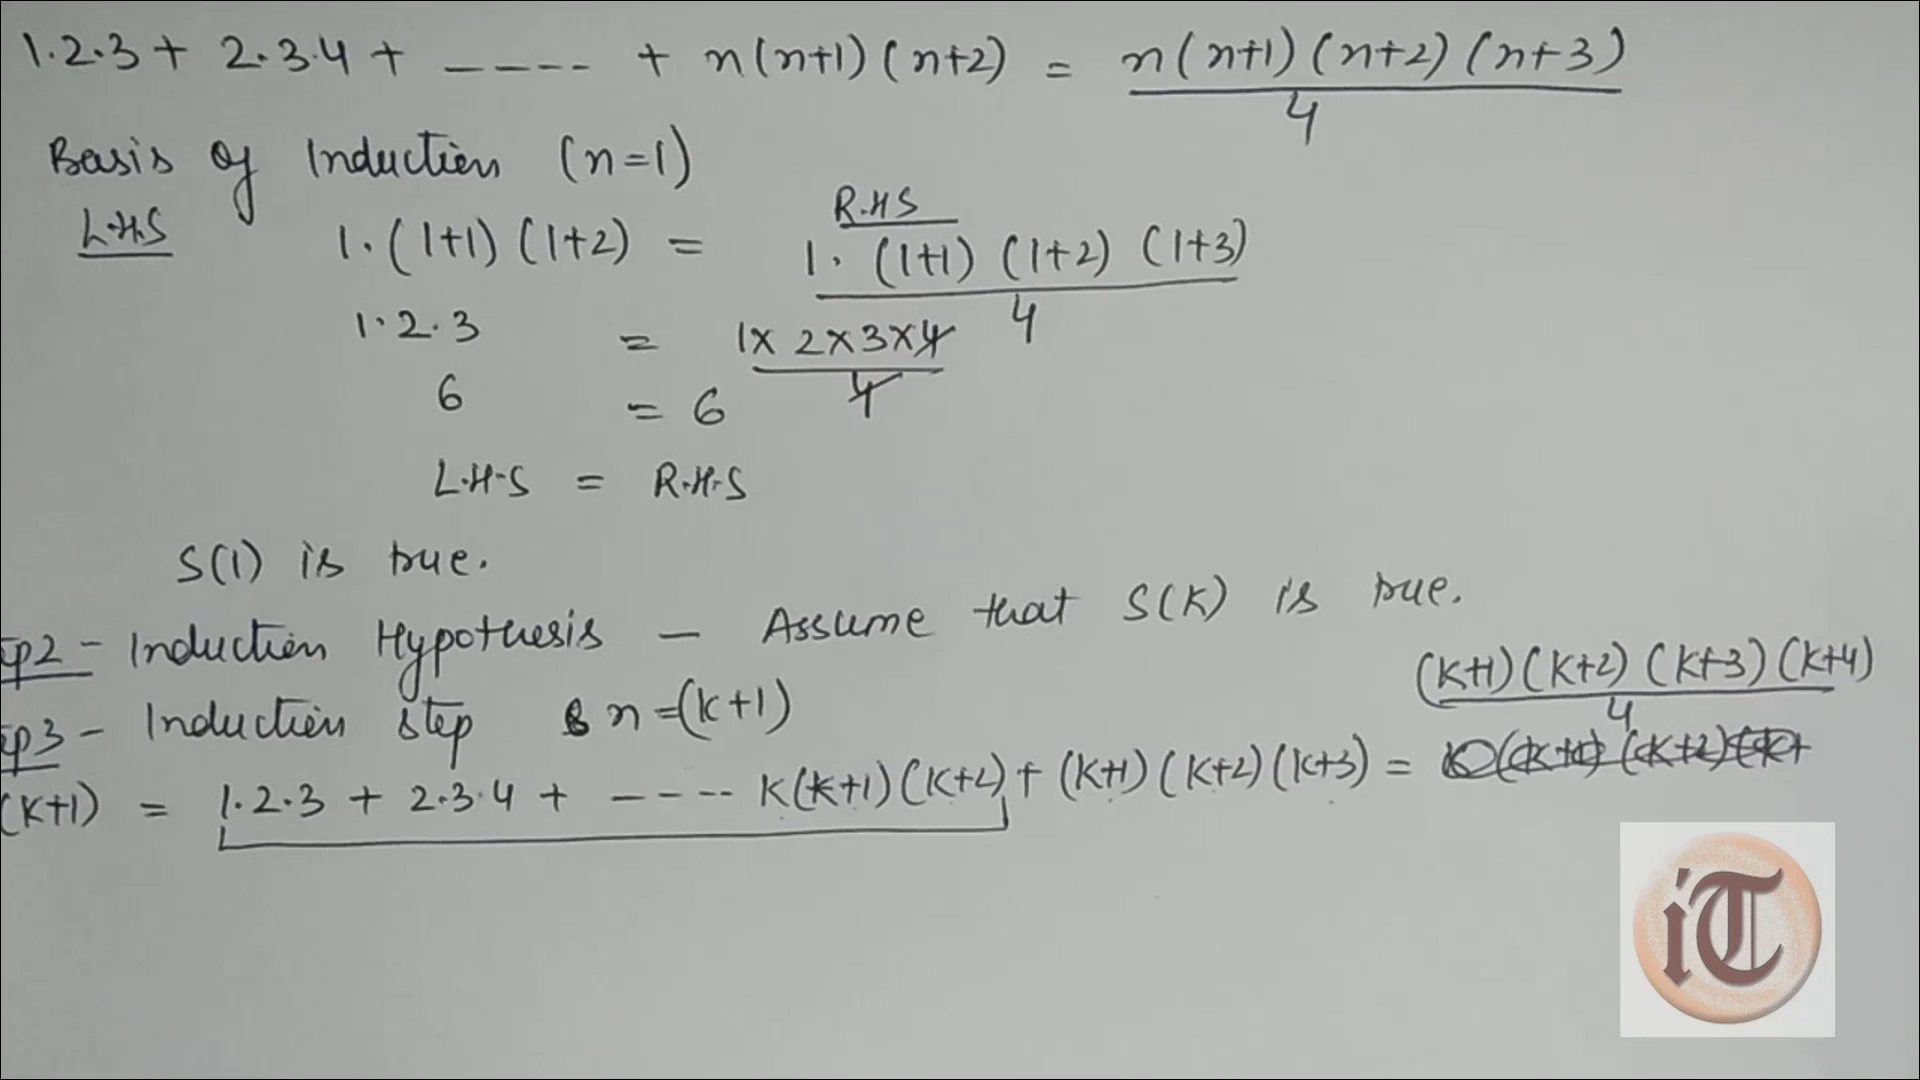 1.2.3 + 2.3.4 + ---- + n(n+1)(n+2) = n(n+1)(n+2)(n+3)
4
Basis of Induction (n=1)
L.H.S R.H.S
1.(1+1)(1+2) = 1.(1+1)(1+2)(1+3)
4
1.2.3 = 1x2x3x4
4
6 = 6
L.H.S = R.H.S
S(1) is true.
ep2 - Induction Hypothesis - Assume that S(K) is true.
ep3 - Induction step n=(k+1)
(K+1)(K+2)(K+3)(K+4)
4
(K+1) = 1.2.3 + 2.3.4 + ---- K(K+1)(K+2) + (K+1)(K+2)(K+3) =
iT